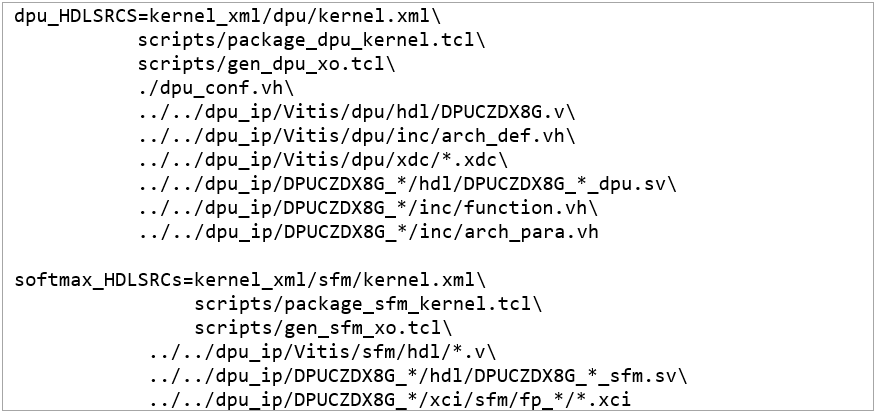 dpu_HDLSRCS=kernel_xml/dpu/kernel.xml\
scripts/package_dpu_kernel.tcl\
scripts/gen_dpu_xo.tcl\
./dpu_conf.vh\
../../dpu_ip/Vitis/dpu/hdl/DPUCZDX8G.v\
../../dpu_ip/Vitis/dpu/inc/arch_def.vh\
../../dpu_ip/Vitis/dpu/xdc/*.xdc\
../../dpu_ip/DPUCZDX8G_*/hdl/DPUCZDX8G_*_dpu.sv\
../../dpu_ip/DPUCZDX8G_*/inc/function.vh\
../../dpu_ip/DPUCZDX8G_*/inc/arch_para.vh
softmax_HDLSRCs=kernel_xml/sfm/kernel.xml\
scripts/package_sfm_kernel.tcl\
scripts/gen_sfm_xo.tcl\
../../dpu_ip/Vitis/sfm/hdl/*.v\
../../dpu_ip/DPUCZDX8G_*/hdl/DPUCZDX8G_*_sfm.sv\
../../dpu_ip/DPUCZDX8G_*/xci/sfm/fp_*/*.xci